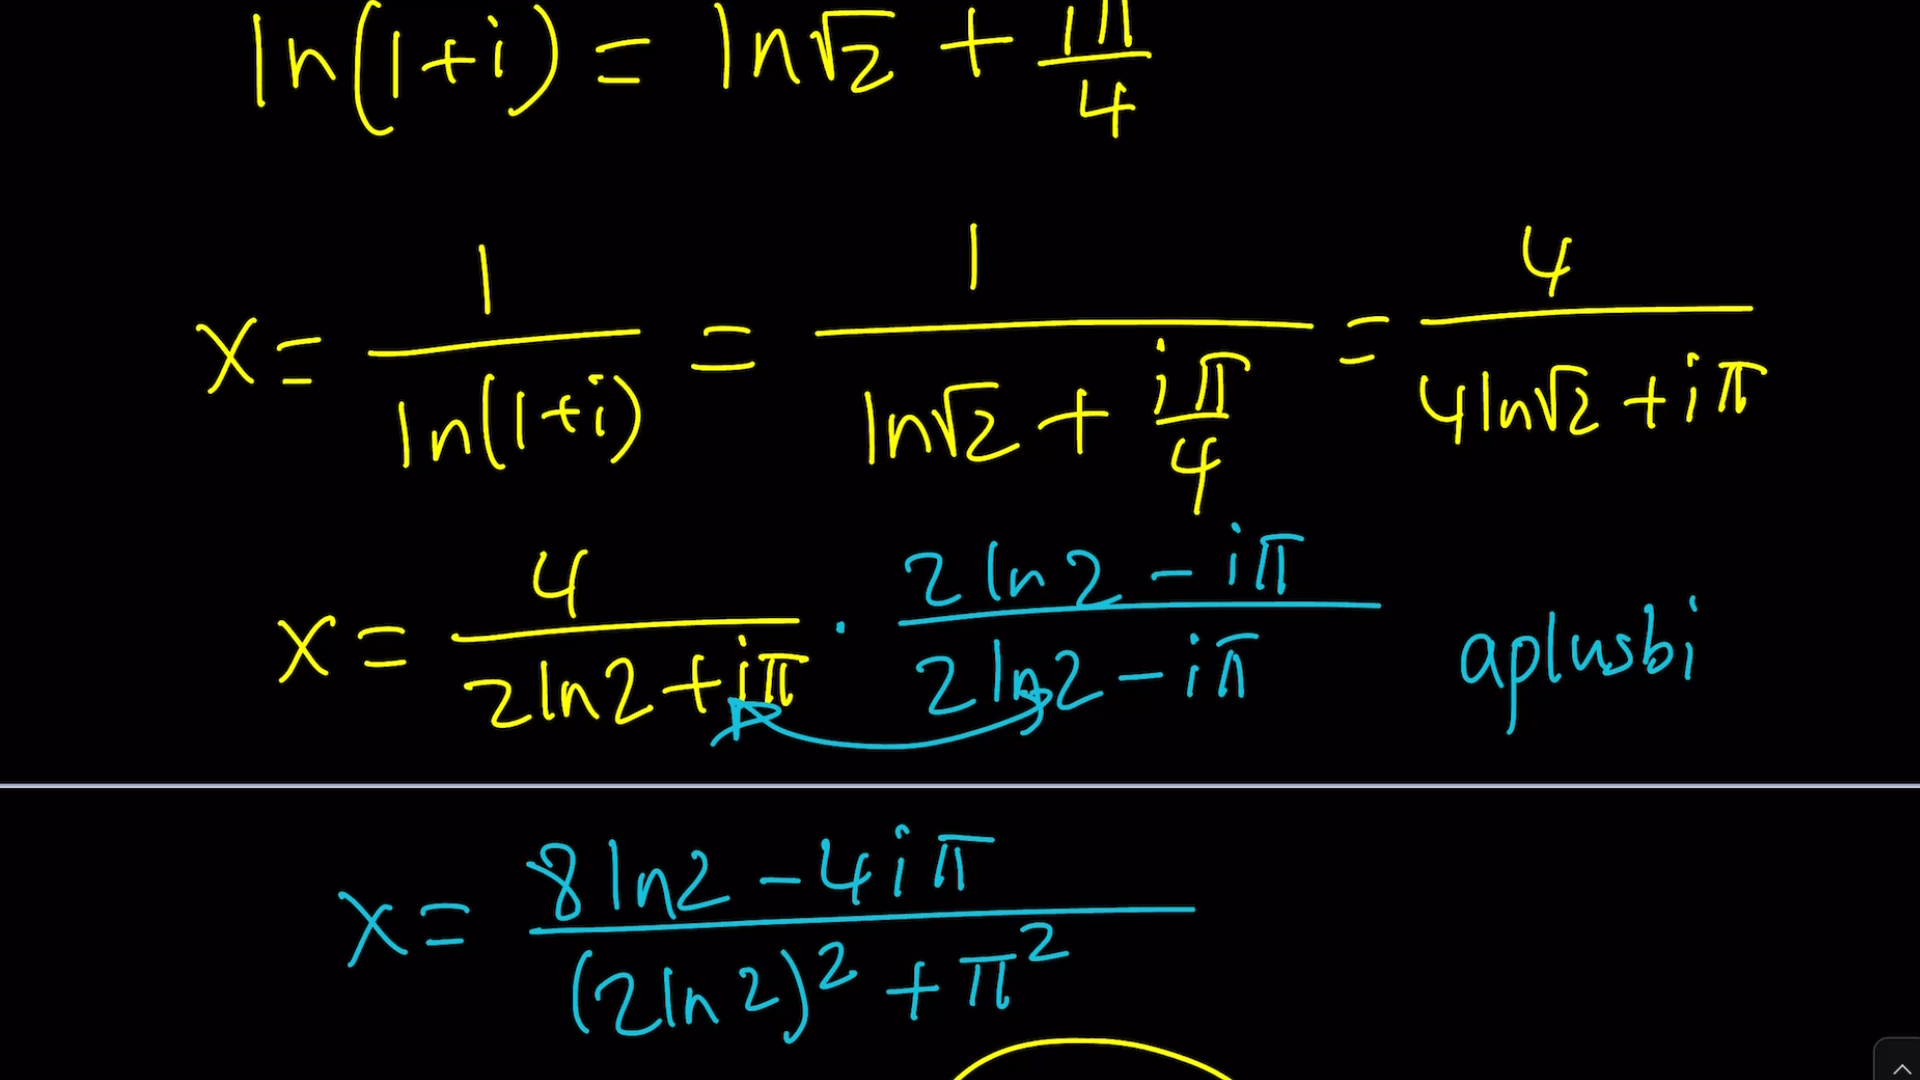 ln(1+i) = ln√2 + iπ/4
x = 1/ln(1+i) = 1/(ln√2 + iπ/4) = 4/(4ln√2 + iπ)
x = 4/(2ln2 + iπ) · (2ln2 − iπ)/(2ln2 − iπ) aplusbi
x = (8ln2 − 4iπ)/((2ln2)² + π²)